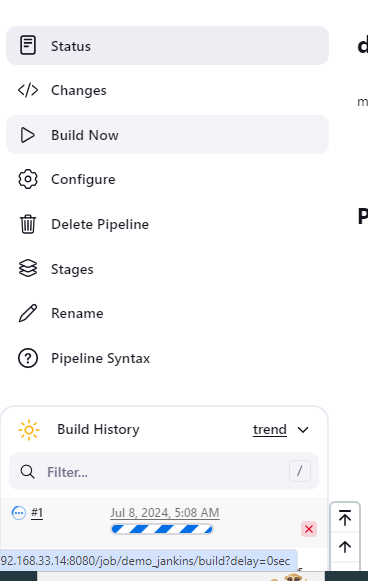 Status
Changes
Build Now
Configure
Delete Pipeline
Stages
Rename
Pipeline Syntax
Build History trend
Filter... /
#1 Jul 8, 2024, 5:08 AM
92.168.33.14:8080/job/demo_jankins/build?delay=0sec